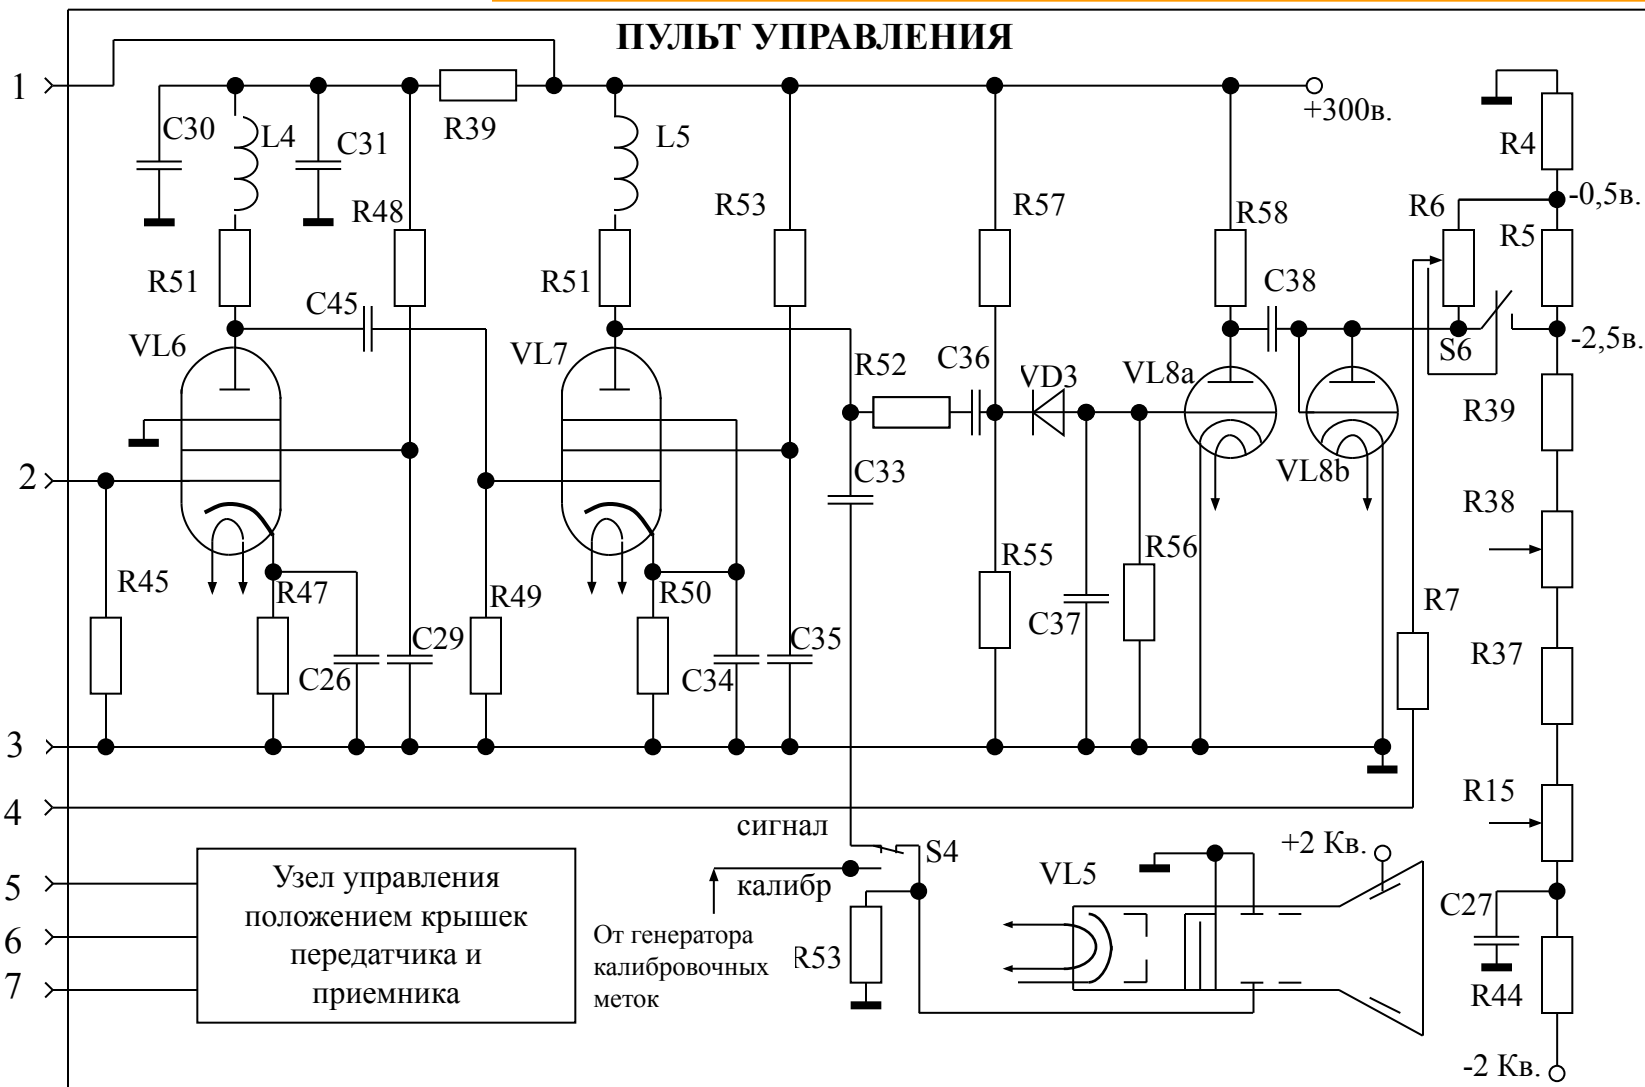 ПУЛЬТ УПРАВЛЕНИЯ
1
C30
L4
C31
R39
L5
+300в.
R4
R48
R53
R57
R58
R6
-0,5в.
R5
R51
C45
R51
C38
VL6
VL7
R52
C36
VD3
VL8a
S6
-2,5в.
R39
2
C33
VL8b
R38
R45
R47
R49
R50
R55
R56
R7
C26
C29
C34
C35
C37
R37
3
4
R15
сигнал
S4
+2 Кв.
5
калибр
VL5
C27
Узел управления
положением крышек
передатчика и
приемника
6
От генератора
калибровочных
меток
R53
7
R44
-2 Кв.